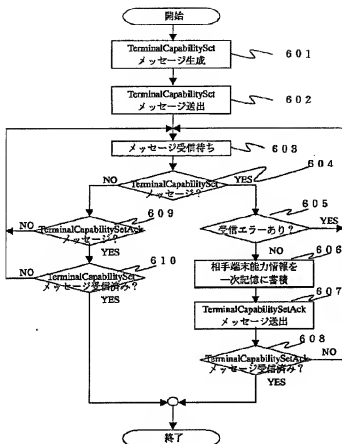 開始
TerminalCapabilitySet
メッセージ生成
601
TerminalCapabilitySet
メッセージ送出
602
メッセージ受信待ち
603
604
NO
TerminalCapabilitySet
メッセージ？
YES
605
609
NO
TerminalCapabilitySetAck
メッセージ？
YES
受信エラーあり？
YES
NO
606
610
NO
TerminalCapabilitySet
メッセージ受信済み？
YES
相手端末能力情報を
一次記憶に蓄積
607
TerminalCapabilitySetAck
メッセージ送出
608
TerminalCapabilitySetAck
メッセージ受信済み？
NO
YES
終了